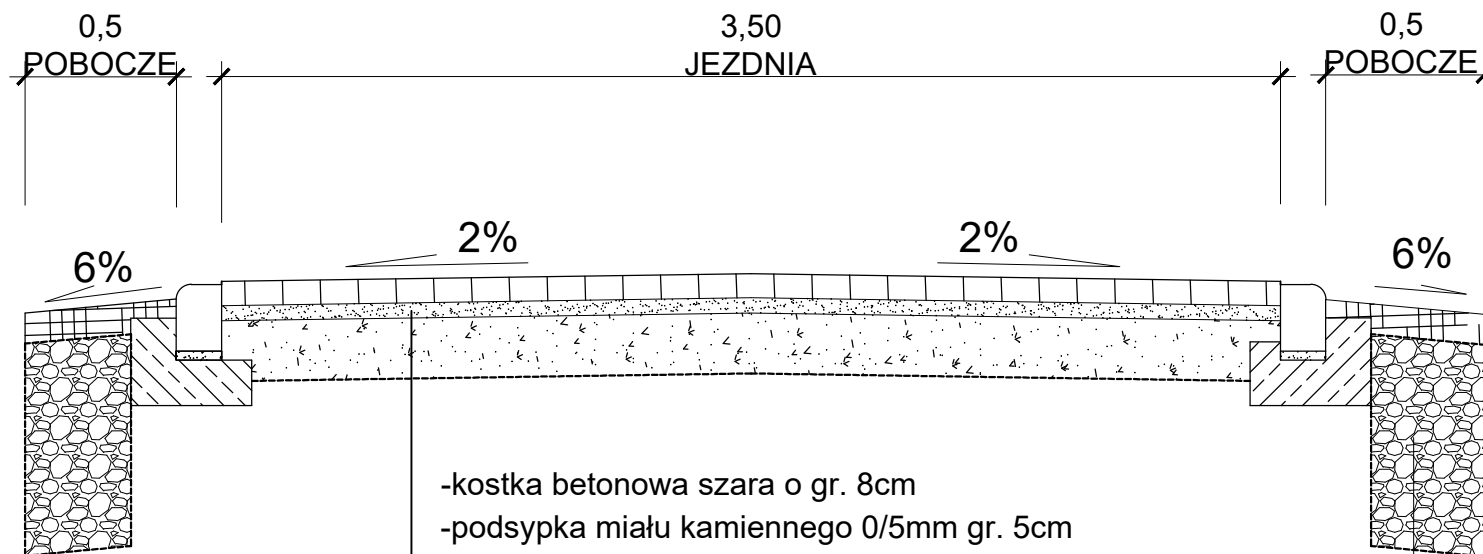 0,5
POBOCZE
3,50
JEZDNIA
0,5
POBOCZE
6%
2%
2%
6%
-kostka betonowa szara o gr. 8cm
-podsypka miału kamiennego 0/5mm gr. 5cm